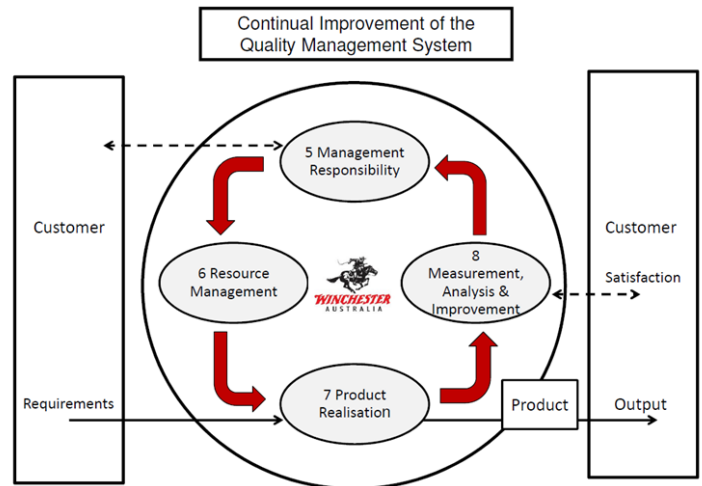 Continual Improvement of the
Quality Management System
5 Management
Responsibility
Customer
6 Resource
Management
WINCHESTER
AUSTRALIA
8
Measurement,
Analysis &
Improvement
Customer
Satisfaction
Requirements
7 Product
Realisation
Product
Output